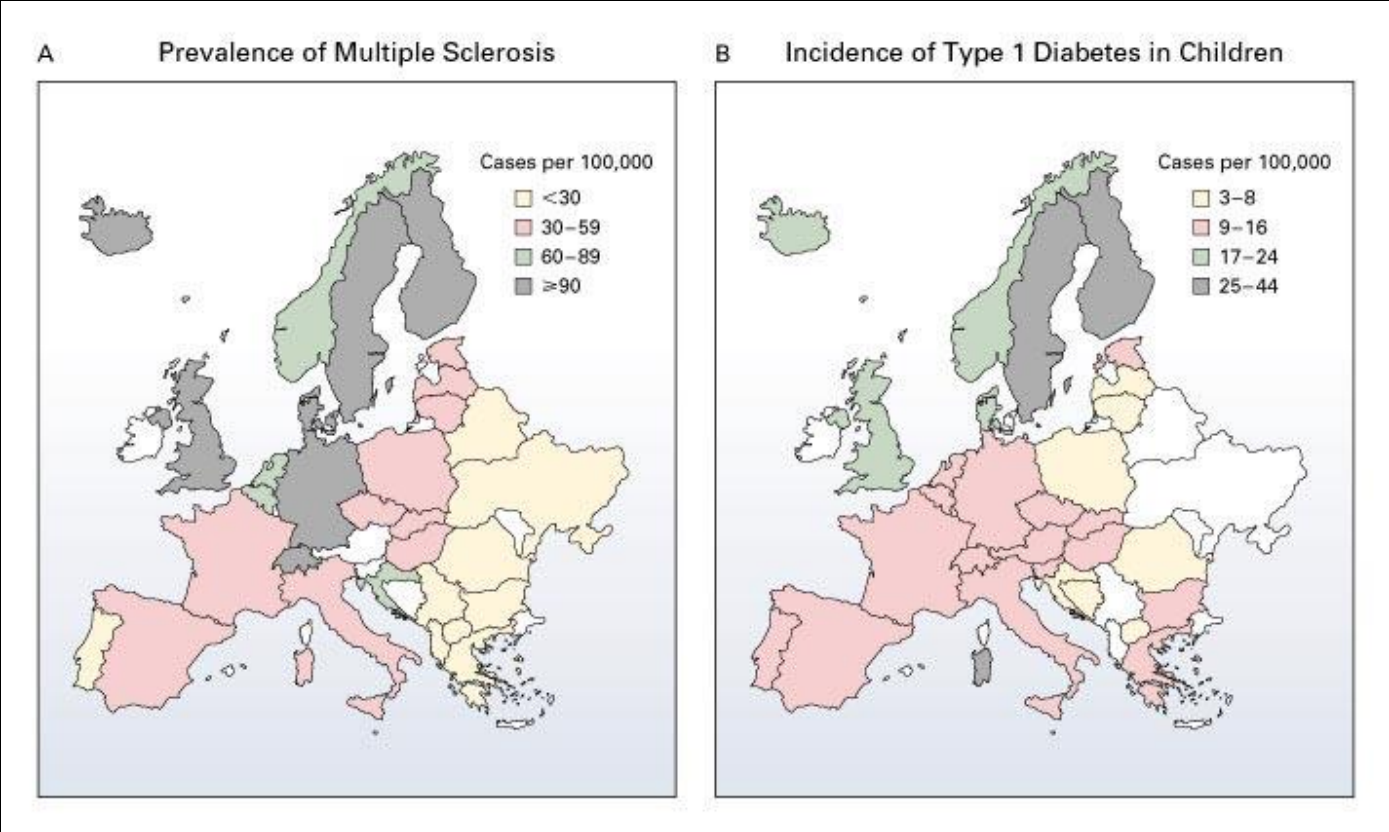 A Prevalence of Multiple Sclerosis
Cases per 100,000
<30
30–59
60–89
⩾90
B Incidence of Type 1 Diabetes in Children
Cases per 100,000
3–8
9–16
17–24
25–44